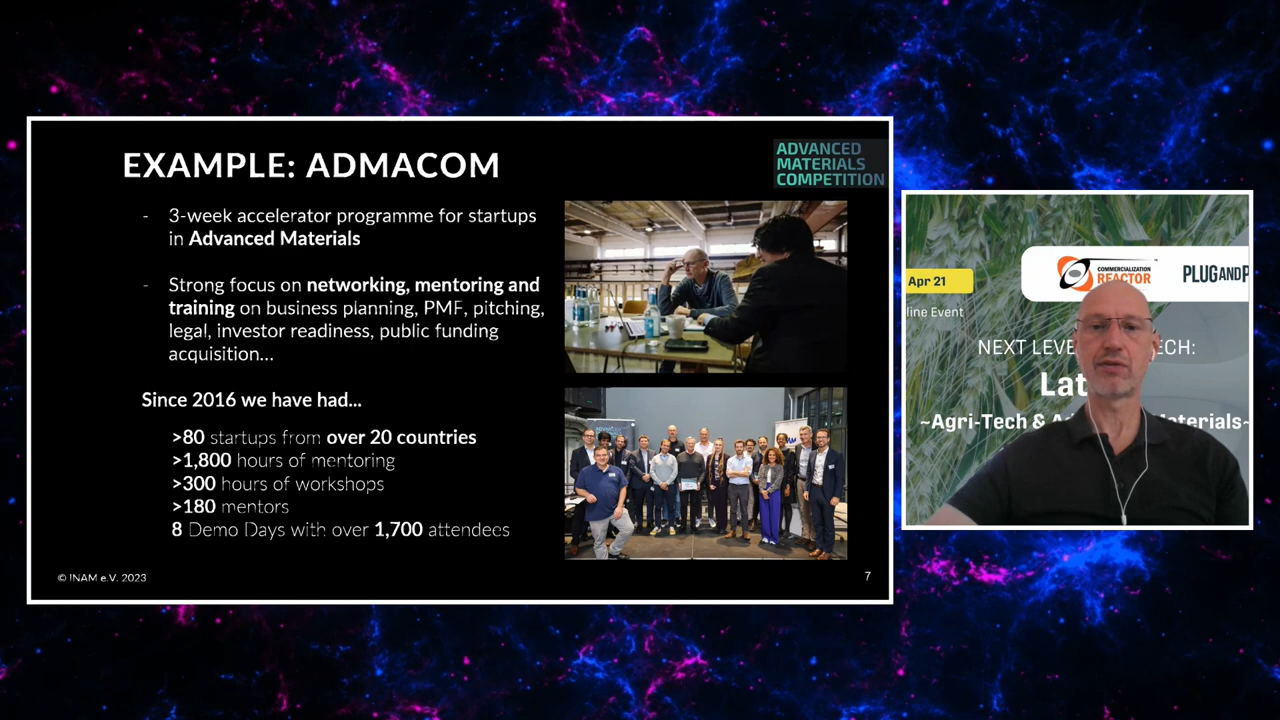 EXAMPLE: ADMACOM
ADVANCED
MATERIALS
COMPETITION
- 3-week accelerator programme for startups
in Advanced Materials
- Strong focus on networking, mentoring and
training on business planning, PMF, pitching,
legal, investor readiness, public funding
acquisition...
Since 2016 we have had...
>80 startups from over 20 countries
>1,800 hours of mentoring
>300 hours of workshops
>180 mentors
8 Demo Days with over 1,700 attendees
© INAM e.V. 2023
7
COMMERCIALIZATION
REACTOR
PLUG AND P
Apr 21
line Event
NEXT LEVE ECH:
Lat
~Agri-Tech & A aterials~